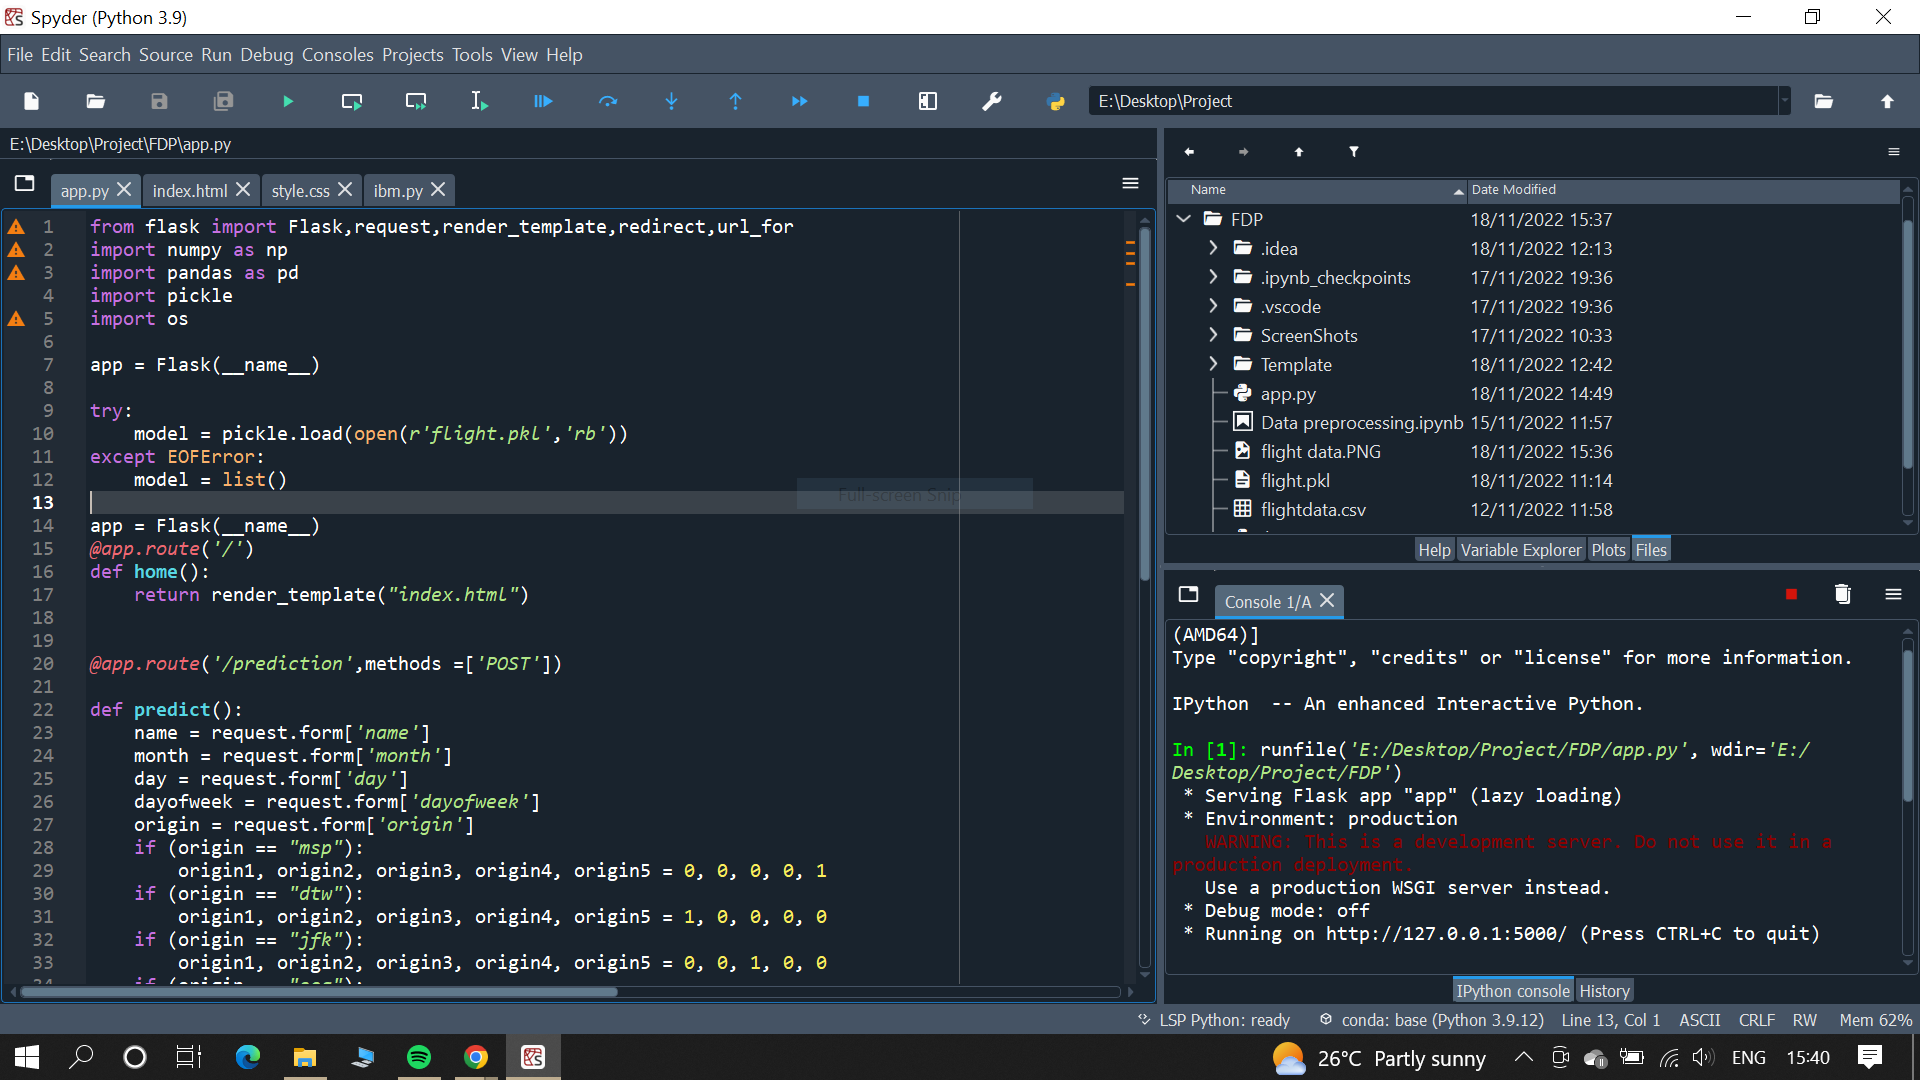 Spyder (Python 3.9)
File Edit Search Source Run Debug Consoles Projects Tools View Help
E:\Desktop\Project
E:\Desktop\Project\FDP\app.py
app.py index.html style.css ibm.py
1 from flask import Flask,request,render_template,redirect,url_for
2 import numpy as np
3 import pandas as pd
4 import pickle
5 import os
6
7 app = Flask(__name__)
8
9 try:
10 model = pickle.load(open(r'flight.pkl','rb'))
11 except EOFError:
12 model = list()
13
14 app = Flask(__name__)
15 @app.route('/')
16 def home():
17 return render_template("index.html")
18
19
20 @app.route('/prediction',methods =['POST'])
21
22 def predict():
23 name = request.form['name']
24 month = request.form['month']
25 day = request.form['day']
26 dayofweek = request.form['dayofweek']
27 origin = request.form['origin']
28 if (origin == "msp"):
29 origin1, origin2, origin3, origin4, origin5 = 0, 0, 0, 0, 1
30 if (origin == "dtw"):
31 origin1, origin2, origin3, origin4, origin5 = 1, 0, 0, 0, 0
32 if (origin == "jfk"):
33 origin1, origin2, origin3, origin4, origin5 = 0, 0, 1, 0, 0
Full-screen Snip
Name Date Modified
FDP 18/11/2022 15:37
.idea 18/11/2022 12:13
.ipynb_checkpoints 17/11/2022 19:36
.vscode 17/11/2022 19:36
ScreenShots 17/11/2022 10:33
Template 18/11/2022 12:42
app.py 18/11/2022 14:49
Data preprocessing.ipynb 15/11/2022 11:57
flight data.PNG 18/11/2022 15:36
flight.pkl 18/11/2022 11:14
flightdata.csv 12/11/2022 11:58
Help Variable Explorer Plots Files
Console 1/A
(AMD64)]
Type "copyright", "credits" or "license" for more information.
IPython -- An enhanced Interactive Python.
In [1]: runfile('E:/Desktop/Project/FDP/app.py', wdir='E:/
Desktop/Project/FDP')
* Serving Flask app "app" (lazy loading)
* Environment: production
WARNING: This is a development server. Do not use it in a
production deployment.
Use a production WSGI server instead.
* Debug mode: off
* Running on http://127.0.0.1:5000/ (Press CTRL+C to quit)
IPython console History
LSP Python: ready conda: base (Python 3.9.12) Line 13, Col 1 ASCII CRLF RW Mem 62%
26°C Partly sunny ENG 15:40